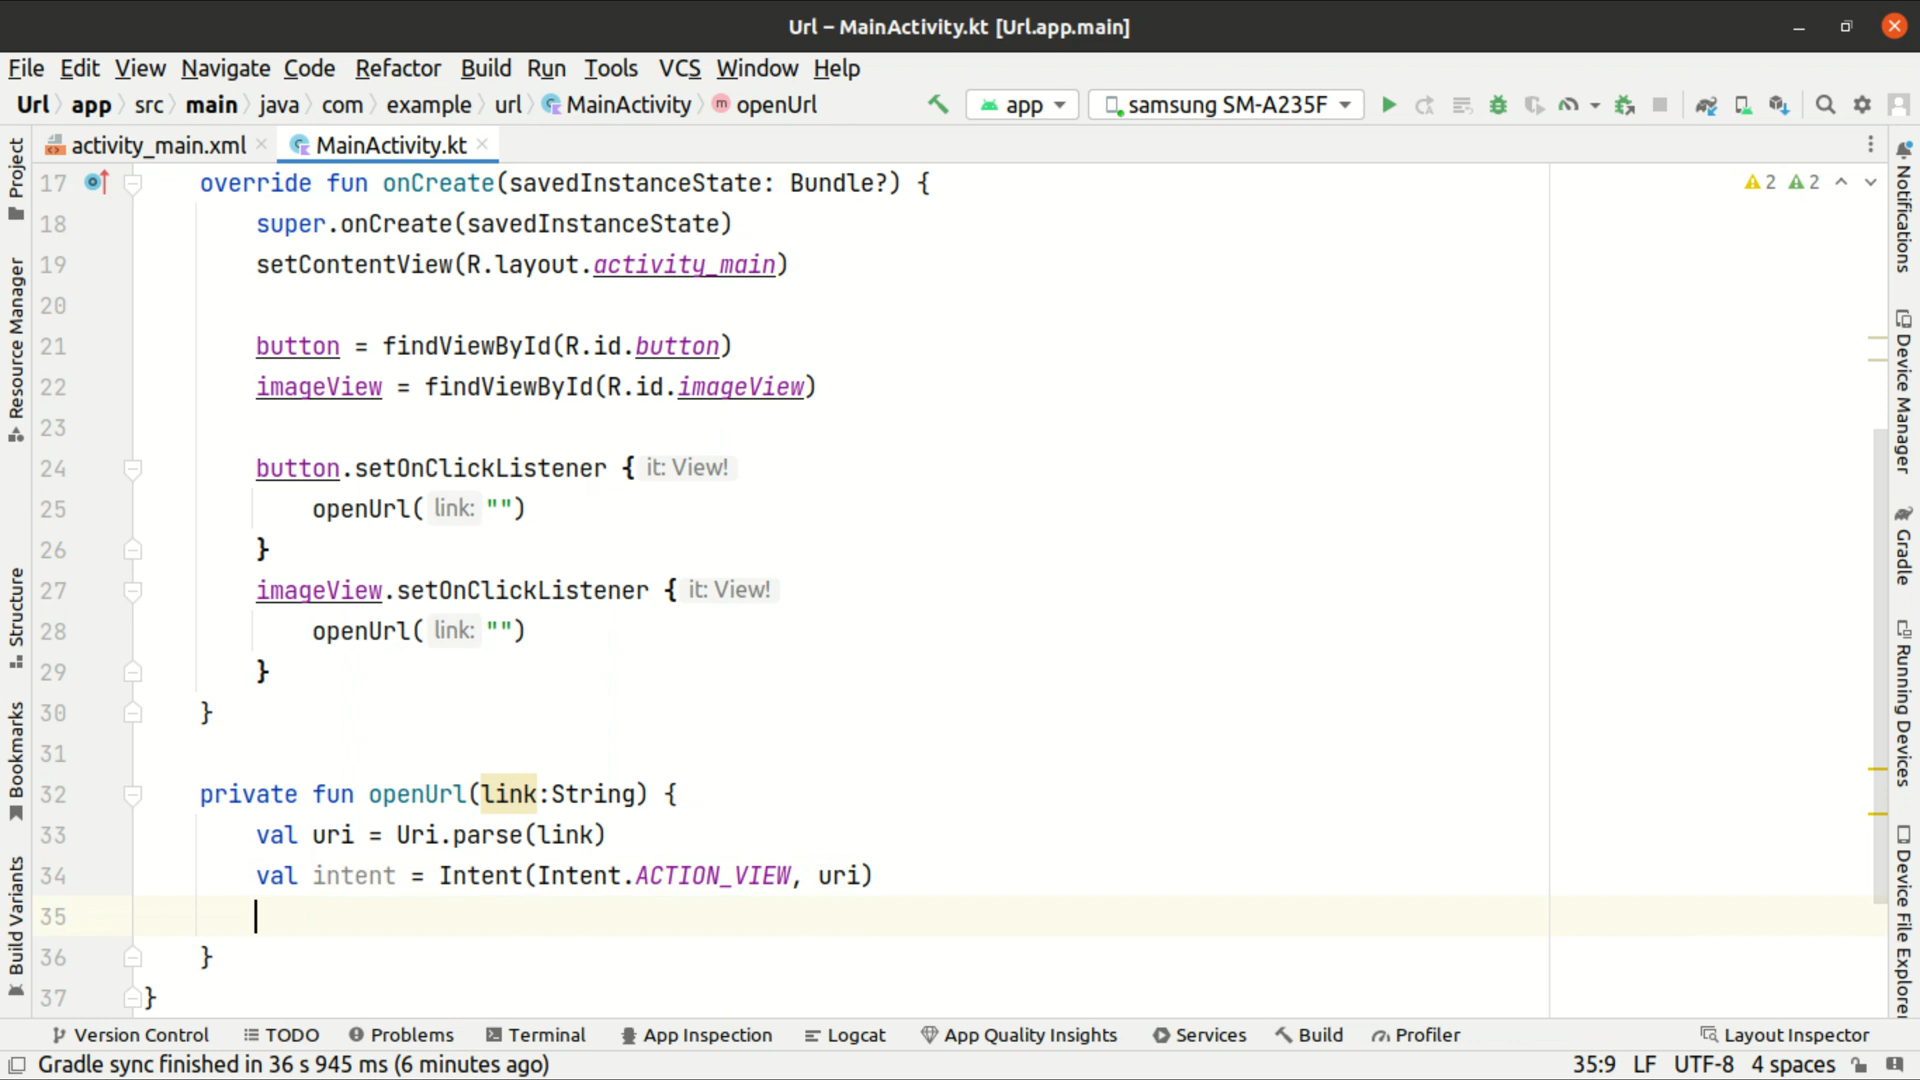 Url – MainActivity.kt [Url.app.main]
File Edit View Navigate Code Refactor Build Run Tools VCS Window Help
Url app src main java com example url MainActivity m openUrl app samsung SM-A235F
activity_main.xml MainActivity.kt
17 override fun onCreate(savedInstanceState: Bundle?) {
2 2
18 super.onCreate(savedInstanceState)
19 setContentView(R.layout.activity_main)
20
21 button = findViewById(R.id.button)
22 imageView = findViewById(R.id.imageView)
23
24 button.setOnClickListener { it: View!
25 openUrl( link: "")
26 }
27 imageView.setOnClickListener { it: View!
28 openUrl( link: "")
29 }
30 }
31
32 private fun openUrl(link:String) {
33 val uri = Uri.parse(link)
34 val intent = Intent(Intent.ACTION_VIEW, uri)
35
36 }
37 }
Project
Resource Manager
Structure
Bookmarks
Build Variants
Notifications
Device Manager
Gradle
Running Devices
Device File Explorer
Version Control TODO Problems Terminal App Inspection Logcat App Quality Insights Services Build Profiler Layout Inspector
Gradle sync finished in 36 s 945 ms (6 minutes ago) 35:9 LF UTF-8 4 spaces